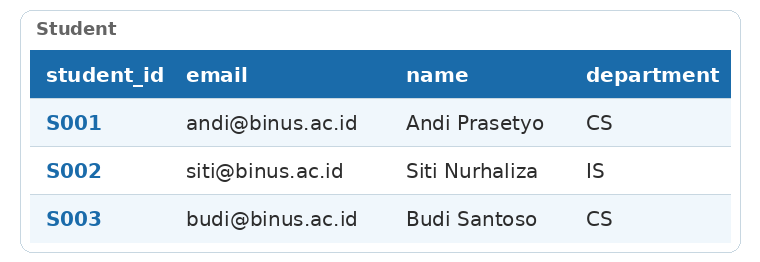 Student
student_id email name department
S001 andi@binus.ac.id Andi Prasetyo CS
S002 siti@binus.ac.id Siti Nurhaliza IS
S003 budi@binus.ac.id Budi Santoso CS